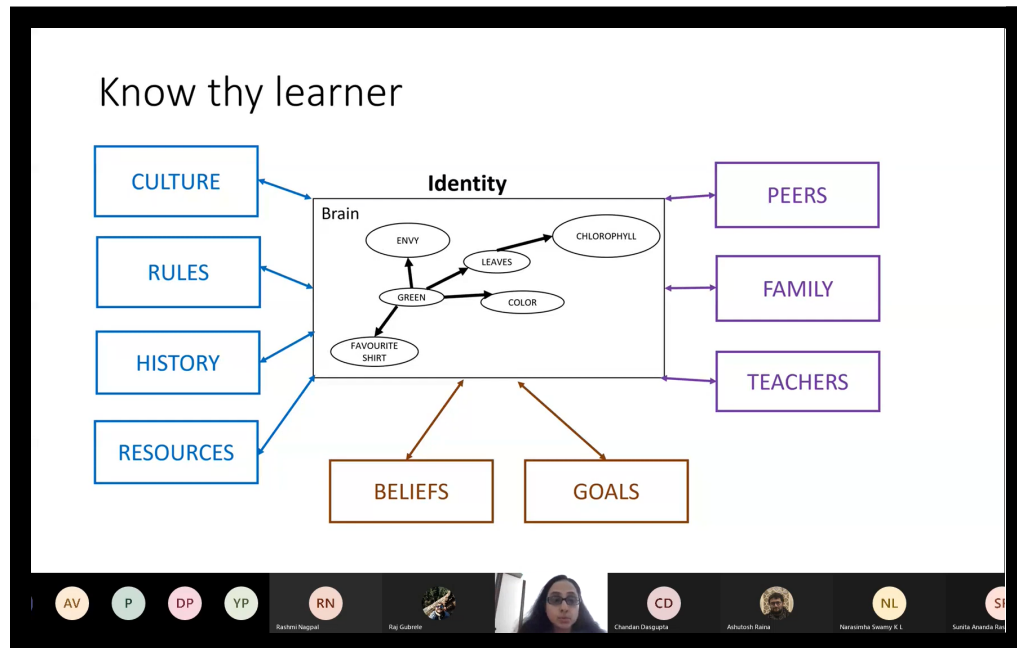 Know thy learner
CULTURE
RULES
HISTORY
RESOURCES
Identity
Brain
ENVY
CHLOROPHYLL
LEAVES
GREEN
COLOR
FAVOURITE
SHIRT
PEERS
FAMILY
TEACHERS
BELIEFS
GOALS
AV
P
DP
YP
RN
Rashmi Nagpal
Raj Gubrele
CD
Chandan Dasgupta
Ashutosh Raina
NL
Narasimha Swamy K L
Sunita Ananda